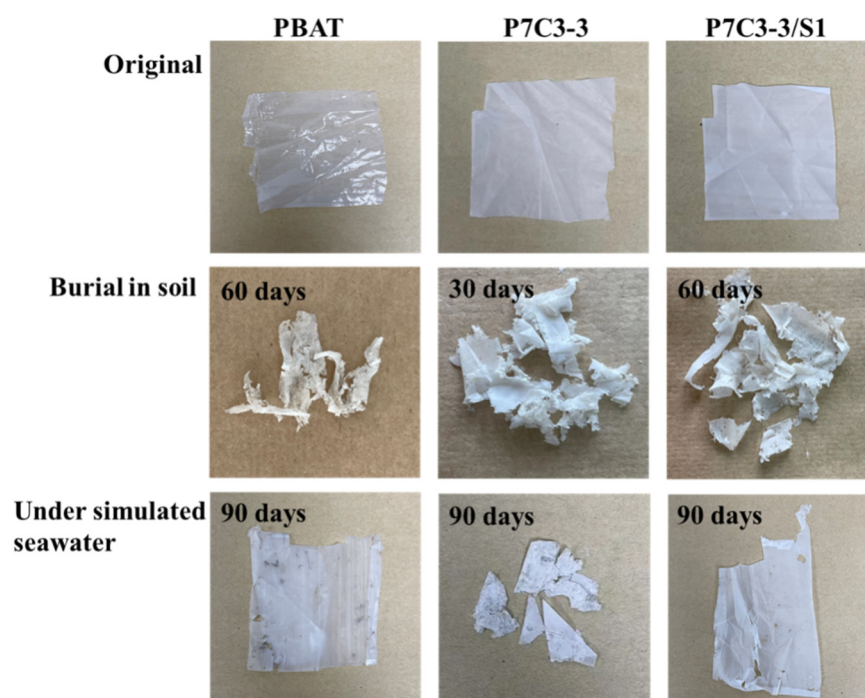 PBAT P7C3-3 P7C3-3/S1
Original
Burial in soil
60 days 30 days 60 days
Under simulated
seawater
90 days 90 days 90 days